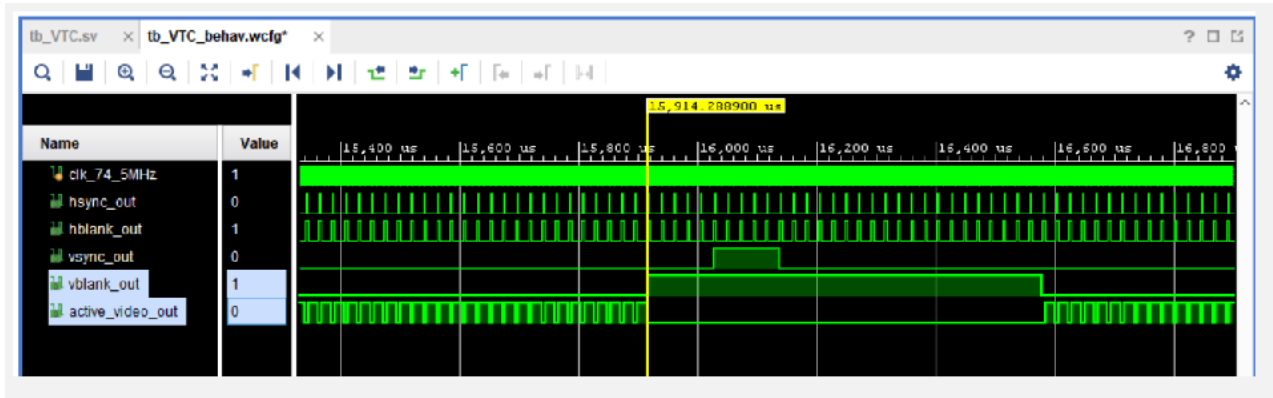 tb_VTC.sv × tb_VTC_behav.wcfg* ×
?
15,914.288900 us
Name Value
15,400 us 15,600 us 15,800 us 16,000 us 16,200 us 16,400 us 16,600 us 16,800
clk_74_5MHz 1
hsync_out 0
hblank_out 1
vsync_out 0
vblank_out 1
active_video_out 0